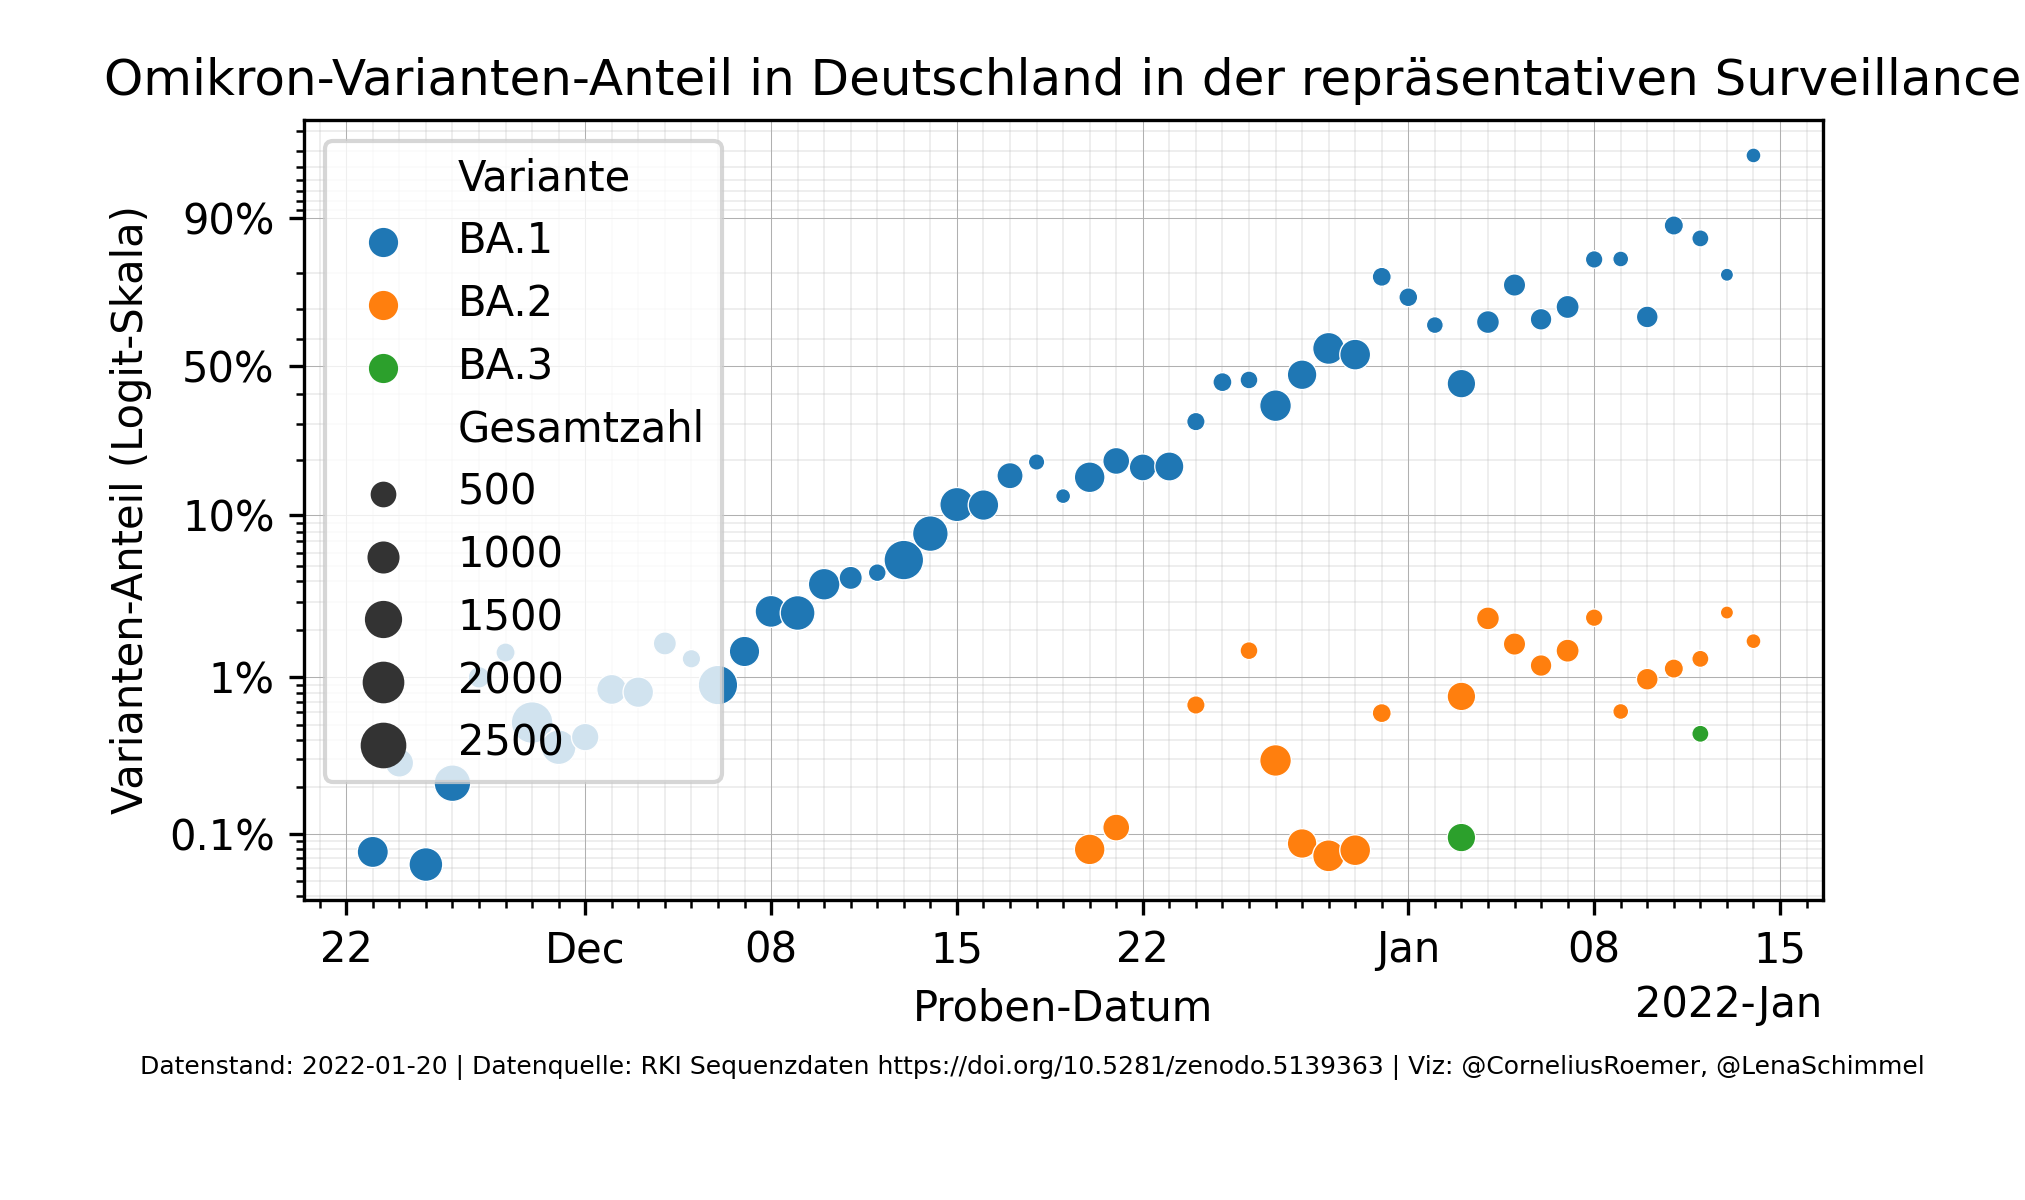 Omikron-Varianten-Anteil in Deutschland in der repräsentativen Surveillance
Varianten-Anteil (Logit-Skala)
90%
50%
10%
1%
0.1%
Variante
BA.1
BA.2
BA.3
Gesamtzahl
500
1000
1500
2000
2500
22 Dec 08 15 22 Jan 08 15
Proben-Datum
2022-Jan
Datenstand: 2022-01-20 | Datenquelle: RKI Sequenzdaten https://doi.org/10.5281/zenodo.5139363 | Viz: @CorneliusRoemer, @LenaSchimmel